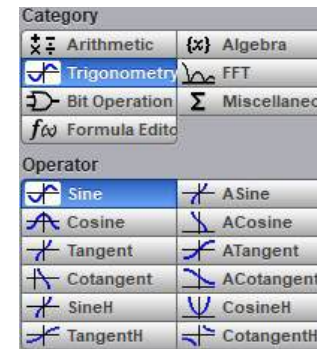 Category
Arithmetic {x} Algebra
Trigonometry FFT
Bit Operation Σ Miscellanec
f(x) Formula Edito
Operator
Sine ASine
Cosine ACosine
Tangent ATangent
Cotangent ACotangent
SineH CosineH
TangentH CotangentH